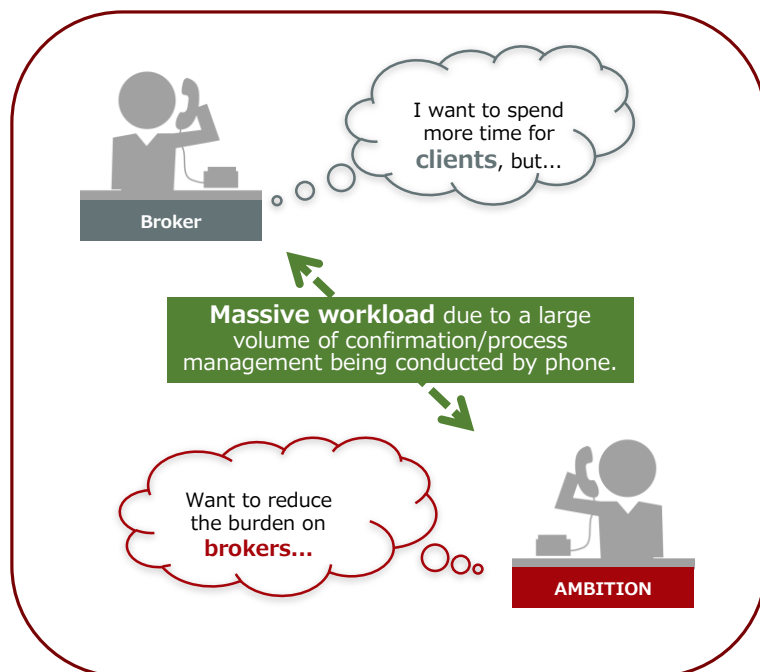 I want to spend
more time for
clients, but...
Broker
Massive workload due to a large
volume of confirmation/process
management being conducted by phone.
Want to reduce
the burden on
brokers...
AMBITION